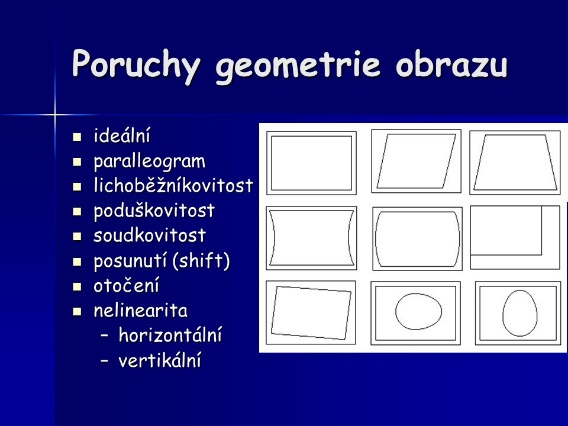 Poruchy geometrie obrazu
ideální
paralleogram
lichoběžníkovitost
poduškovitost
soudkovitost
posunutí (shift)
otočení
nelinearita
– horizontální
– vertikální